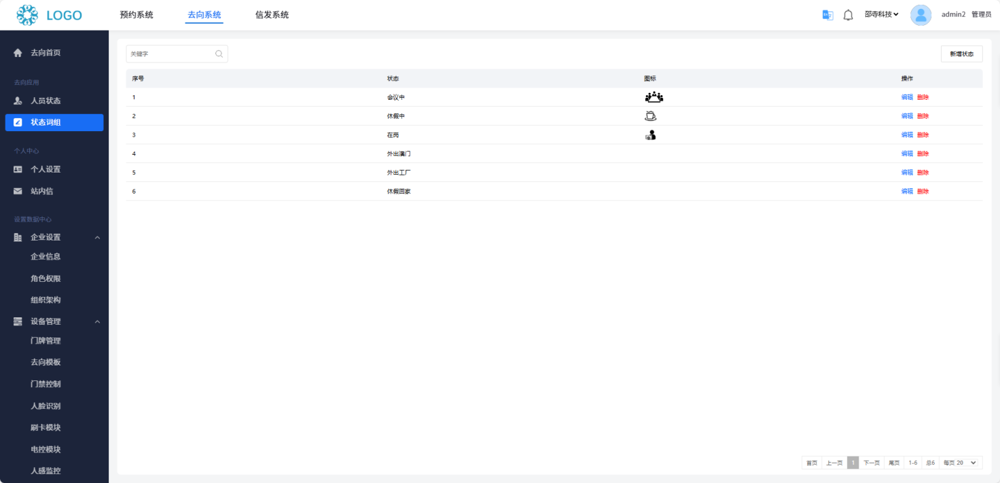 LOGO 预约系统 去向系统 信发系统 邵寺科技 admin2 管理员
去向首页
去向应用
人员状态
状态词组
个人中心
个人设置
站内信
设置数据中心
企业设置
企业信息
角色权限
组织架构
设备管理
门牌管理
去向模板
门禁控制
人脸识别
刷卡模块
电控模块
人感监控
关键字 新增状态
序号 状态 图标 操作
1 会议中 编辑 删除
2 休假中 编辑 删除
3 在岗 编辑 删除
4 外出澳门 编辑 删除
5 外出工厂 编辑 删除
6 休假回家 编辑 删除
首页 上一页 1 下一页 尾页 1-6 总6 每页 20